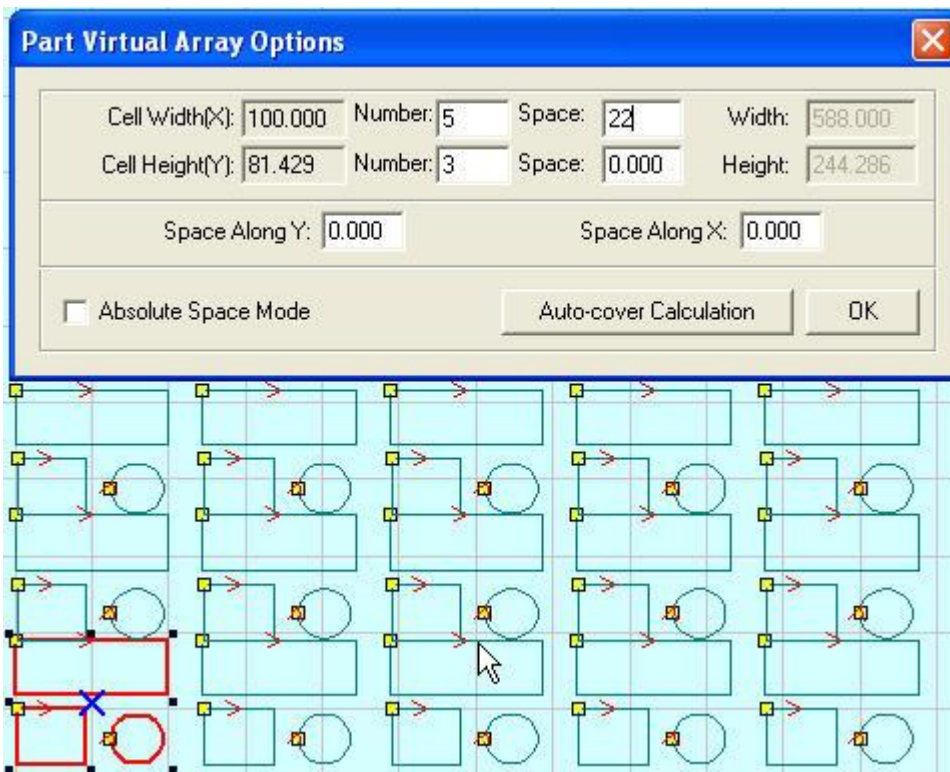 Part Virtual Array Options
Cell Width(X): 100.000 Number: 5 Space: 22 Width: 588.000
Cell Height(Y): 81.429 Number: 3 Space: 0.000 Height: 244.286
Space Along Y: 0.000 Space Along X: 0.000
Absolute Space Mode Auto-cover Calculation OK